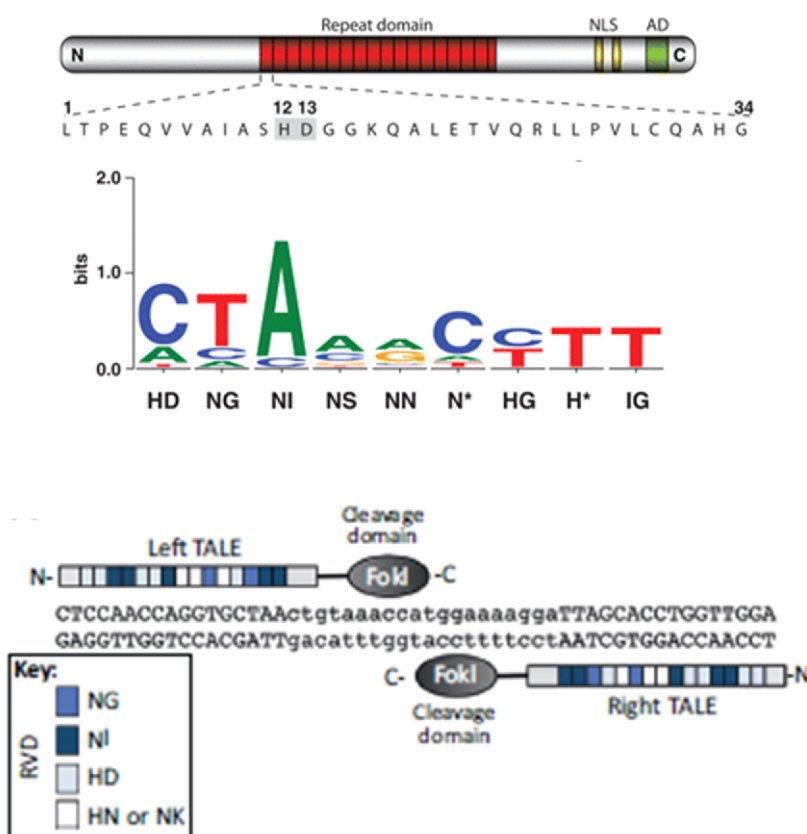 Repeat domain NLS AD
N C
1 12 13 34
L T P E Q V V A I A S H D G G K Q A L E T V Q R L L P V L C Q A H G
2.0
bits
1.0
0.0
C T A A A C C T T
A C C C G A T
T A
HD NG NI NS NN N* HG H* IG
Cleavage
domain
Left TALE
N- FokI -C
CTCCAACCAGGTGCTAActgtaaaccatggaaaaggaTTAGCACCTGGTTGGA
GAGGTTGGTCCACGATTgacatttggtaccttttcctAATCGTGGACCAACCT
C- FokI -N
Cleavage
domain
Right TALE
Key:
RVD
NG
NI
HD
HN or NK